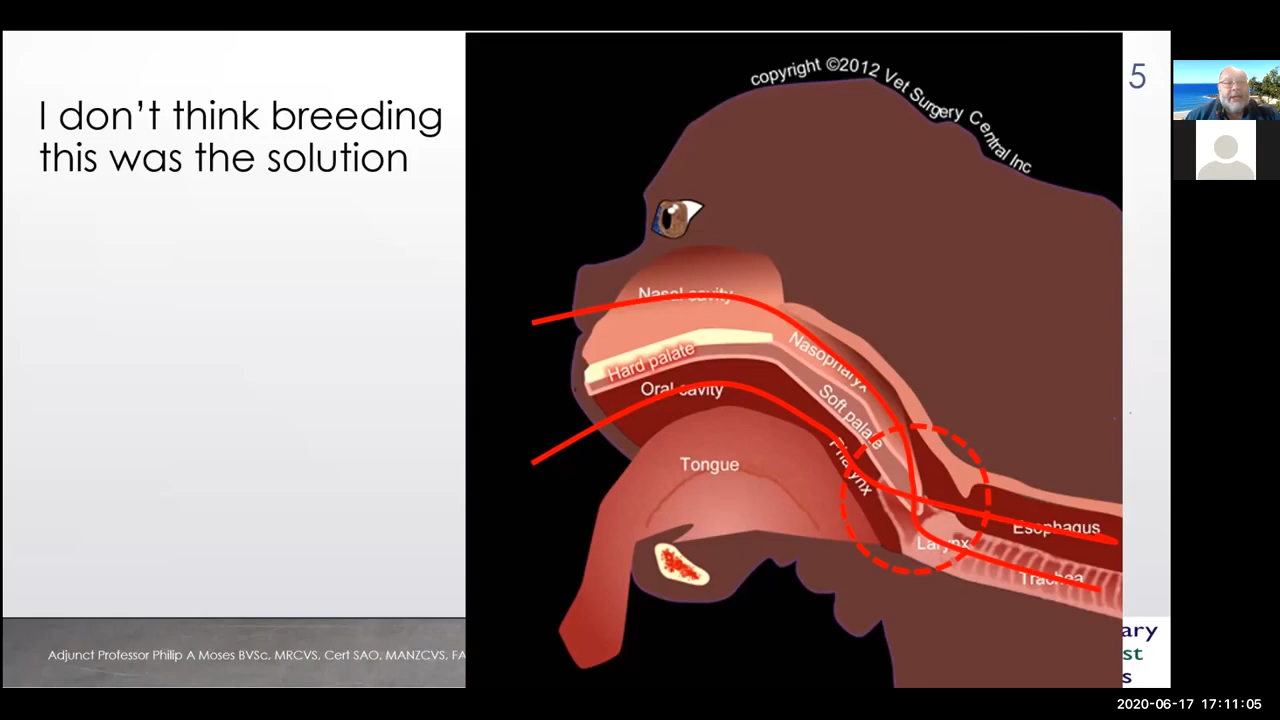 I don't think breeding
this was the solution
5
copyright ©2012 Vet Surgery Central Inc
Nasal cavity
Hard palate
Oral cavity
Nasopharyx
Soft palate
Pharynx
Tongue
Esophagus
Larynx
Trachea
Adjunct Professor Philip A Moses BVSc, MRCVS, Cert SAO, MANZCVS, FA
ary
st
s
2020-06-17 17:11:05